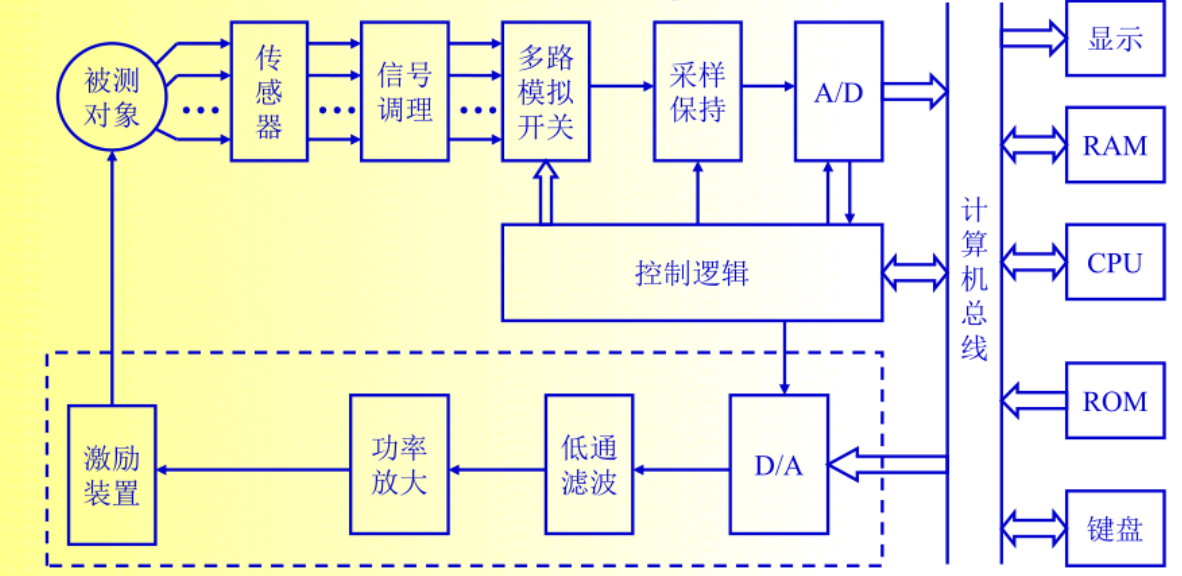 被测
对象
传
感
器
信号
调理
多路
模拟
开关
采样
保持
A/D
显示
RAM
CPU
ROM
键盘
计
算
机
总
线
控制逻辑
激励
装置
功率
放大
低通
滤波
D/A